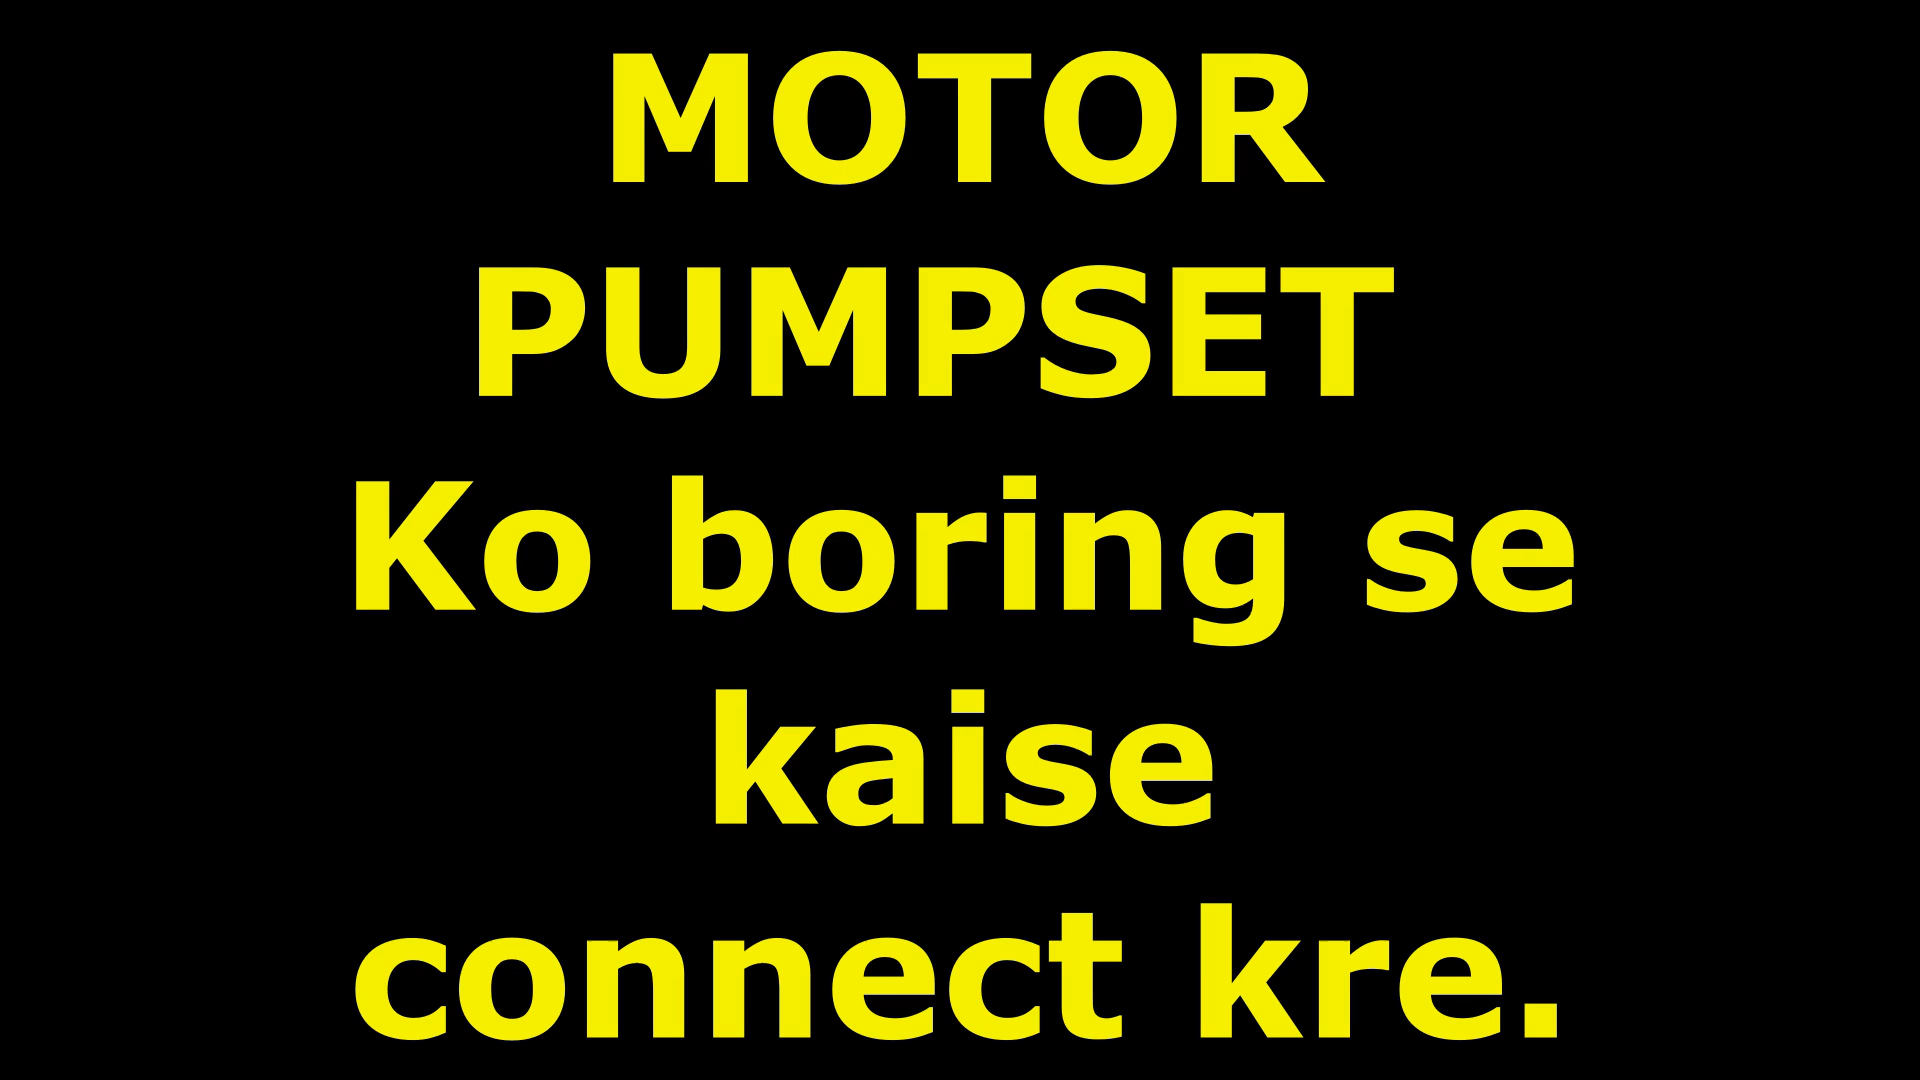 MOTOR
PUMPSET
Ko boring se
kaise
connect kre.